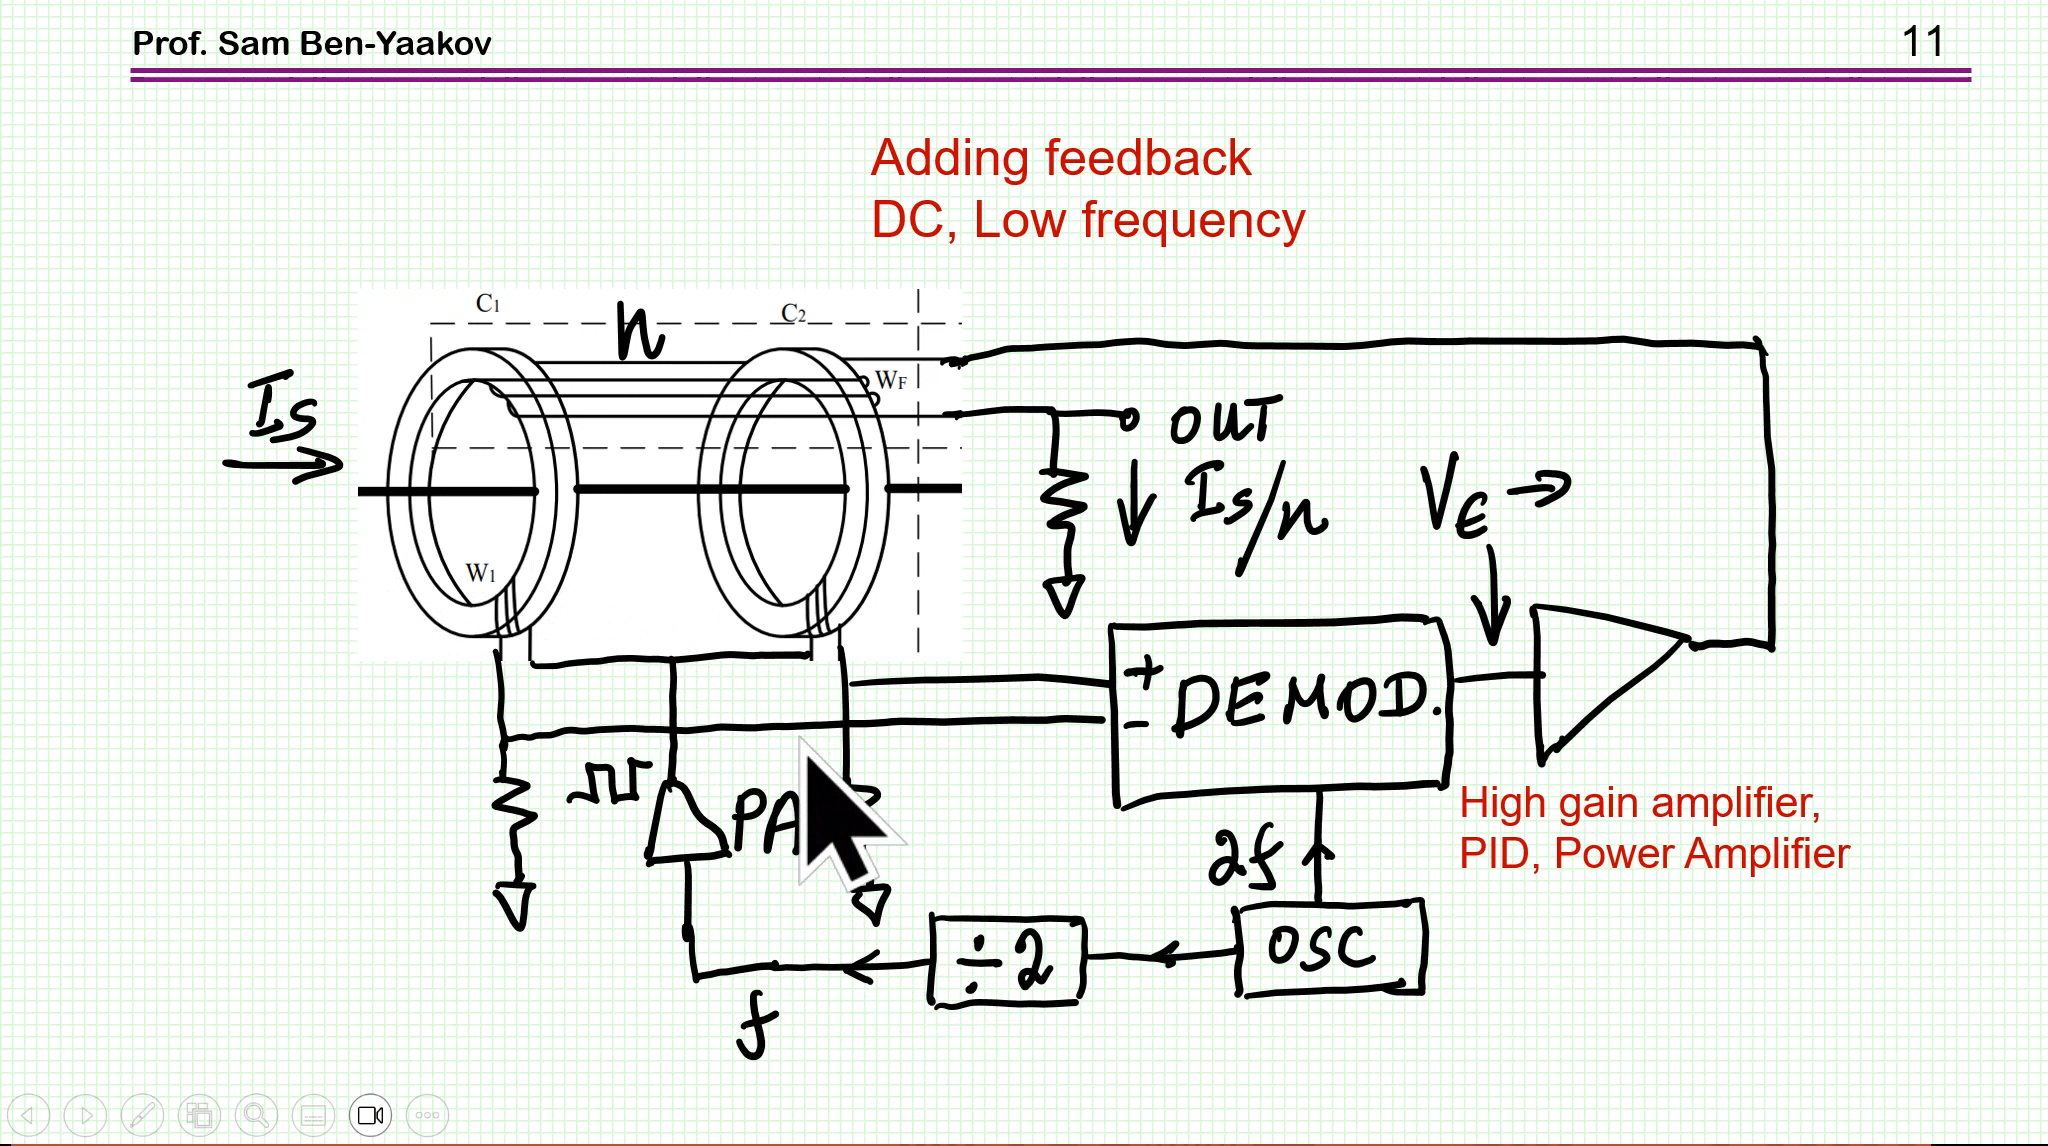 Prof. Sam Ben-Yaakov
11
Adding feedback
DC, Low frequency
C1
n
C2
WF
Is
OUT
Is/n
VE
W1
+
- DEMOD.
PA
High gain amplifier,
PID, Power Amplifier
2f
÷2
OSC
f